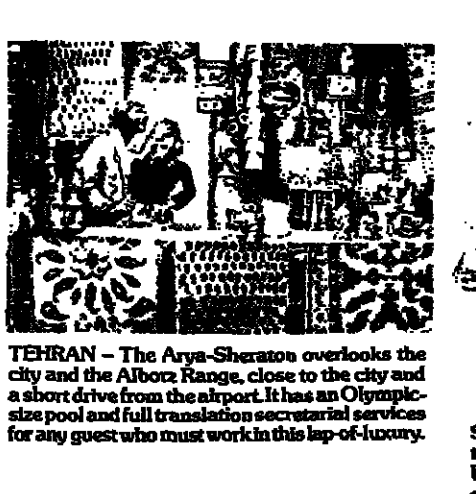 TEHRAN – The Arya-Sheraton overlooks the
city and the Alborz Range, close to the city and
a short drive from the airport. It has an Olympic-
size pool and full translation secretarial services
for any guest who must work in this lap-of-luxury.